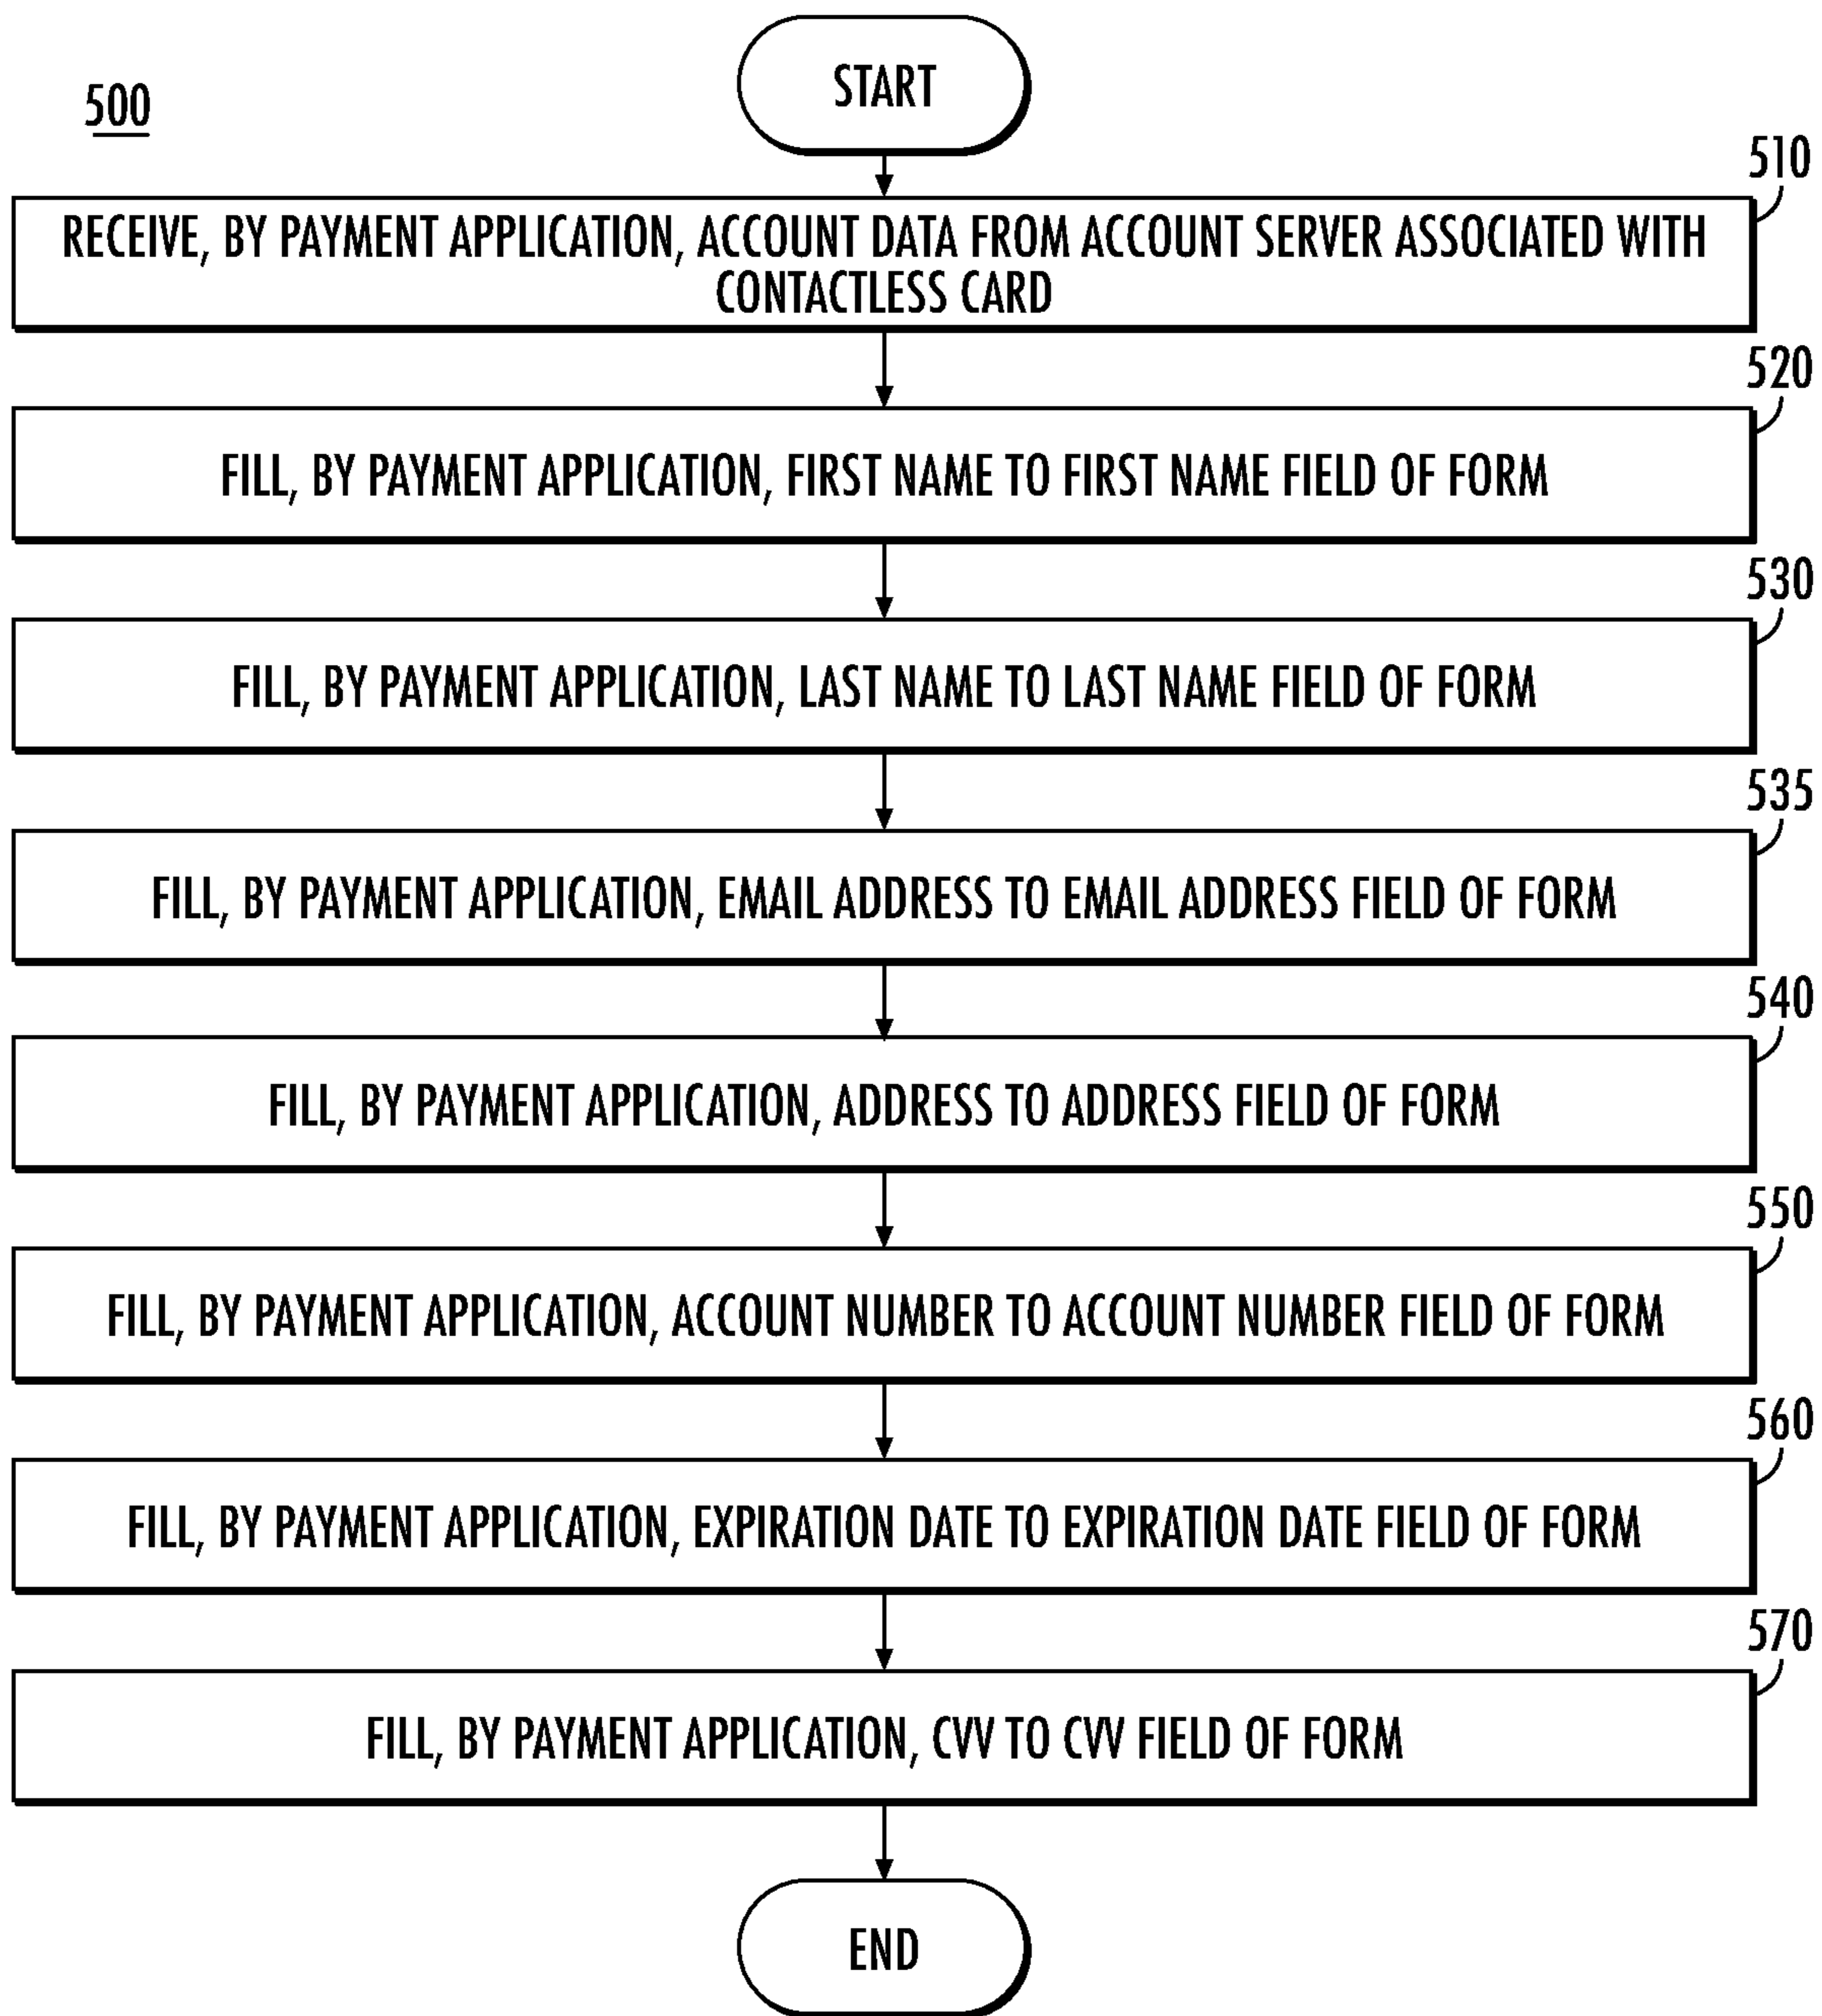 500
START
510
RECEIVE, BY PAYMENT APPLICATION, ACCOUNT DATA FROM ACCOUNT SERVER ASSOCIATED WITH
CONTACTLESS CARD
520
FILL, BY PAYMENT APPLICATION, FIRST NAME TO FIRST NAME FIELD OF FORM
530
FILL, BY PAYMENT APPLICATION, LAST NAME TO LAST NAME FIELD OF FORM
535
FILL, BY PAYMENT APPLICATION, EMAIL ADDRESS TO EMAIL ADDRESS FIELD OF FORM
540
FILL, BY PAYMENT APPLICATION, ADDRESS TO ADDRESS FIELD OF FORM
550
FILL, BY PAYMENT APPLICATION, ACCOUNT NUMBER TO ACCOUNT NUMBER FIELD OF FORM
560
FILL, BY PAYMENT APPLICATION, EXPIRATION DATE TO EXPIRATION DATE FIELD OF FORM
570
FILL, BY PAYMENT APPLICATION, CVV TO CVV FIELD OF FORM
END